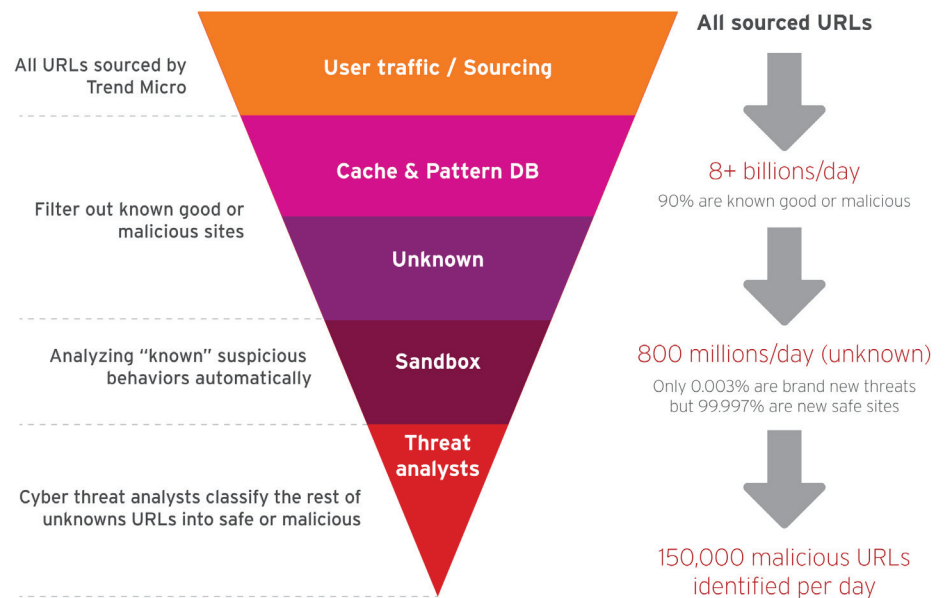 All URLs sourced by
Trend Micro
Filter out known good or
malicious sites
Analyzing “known” suspicious
behaviors automatically
Cyber threat analysts classify the rest of
unknowns URLs into safe or malicious
User traffic / Sourcing
Cache & Pattern DB
Unknown
Sandbox
Threat
analysts
All sourced URLs
8+ billions/day
90% are known good or malicious
800 millions/day (unknown)
Only 0.003% are brand new threats
but 99.997% are new safe sites
150,000 malicious URLs
identified per day